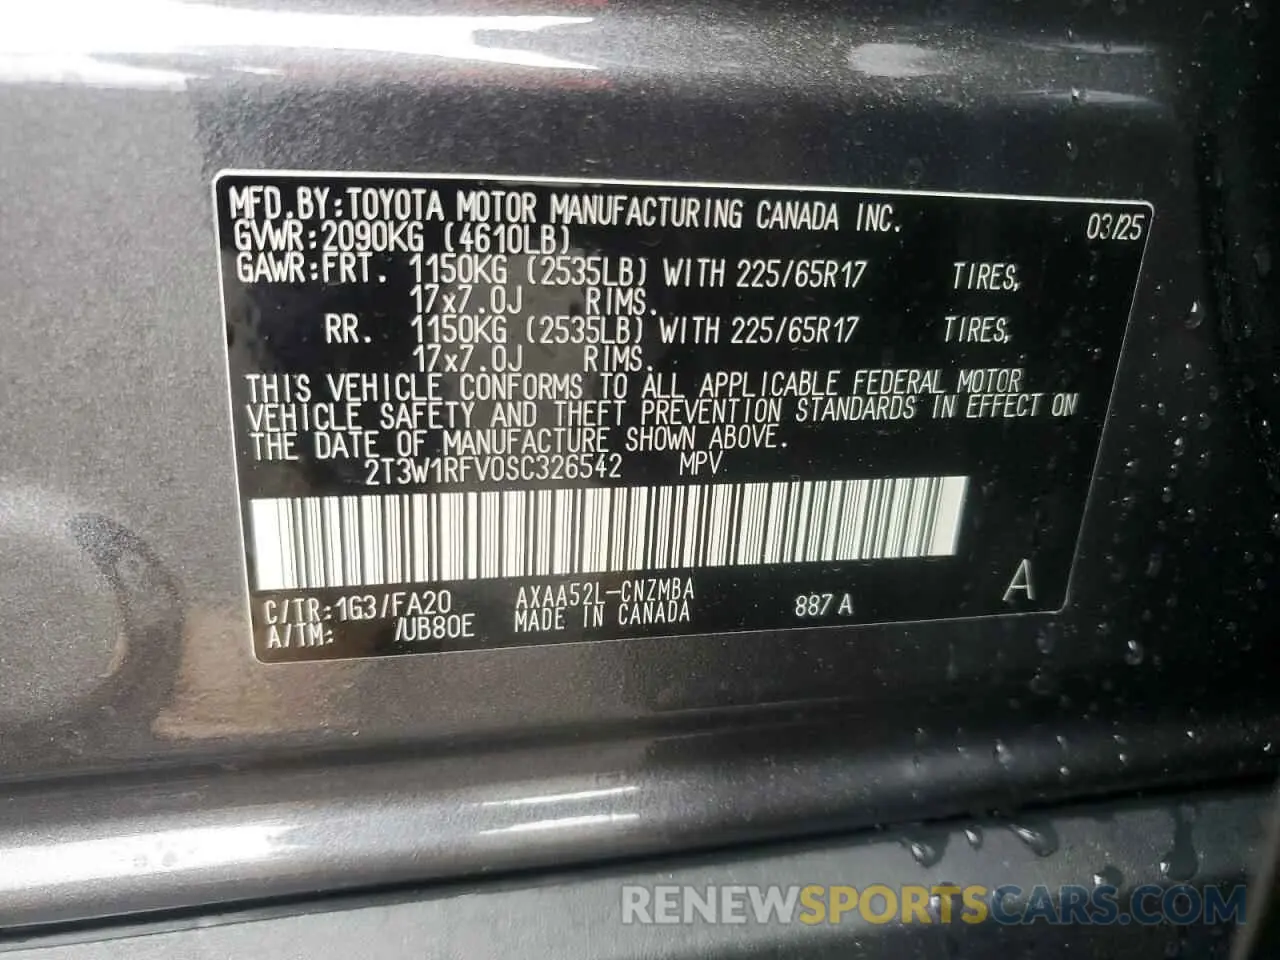 MFD.BY:TOYOTA MOTOR MANUFACTURING CANADA INC. 03/25
GVWR:2090KG (4610LB)
GAWR:FRT. 1150KG (2535LB) WITH 225/65R17 TIRES,
17x7.0J RIMS.
RR. 1150KG (2535LB) WITH 225/65R17 TIRES,
17x7.0J RIMS.
THIS VEHICLE CONFORMS TO ALL APPLICABLE FEDERAL MOTOR
VEHICLE SAFETY AND THEFT PREVENTION STANDARDS IN EFFECT ON
THE DATE OF MANUFACTURE SHOWN ABOVE.
2T3W1RFV0SC326542 MPV
C/TR:1G3/FA20 AXAA52L-CNZMBA 887A A
A/TM: /UB80E MADE IN CANADA
RENEWSPORTSCARS.COM